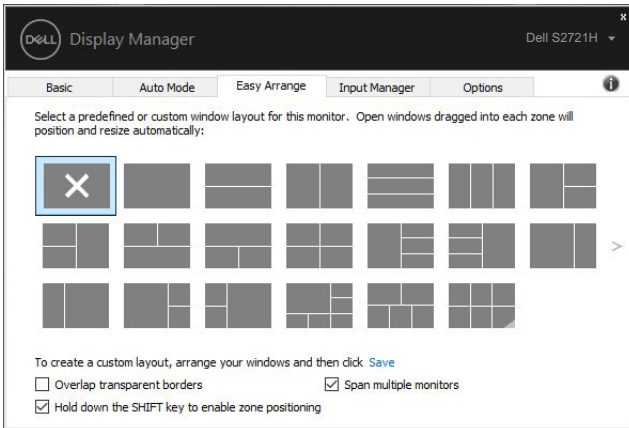 x
DELL Display Manager
Dell S2721H
Basic Auto Mode Easy Arrange Input Manager Options
Select a predefined or custom window layout for this monitor. Open windows dragged into each zone will
position and resize automatically:
To create a custom layout, arrange your windows and then click Save
Overlap transparent borders Span multiple monitors
Hold down the SHIFT key to enable zone positioning